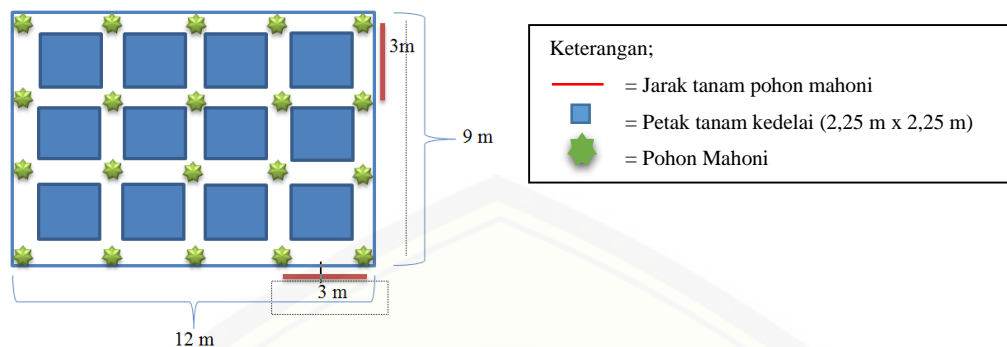 3m
9 m
3 m
12 m
Keterangan;
= Jarak tanam pohon mahoni
= Petak tanam kedelai (2,25 m x 2,25 m)
= Pohon Mahoni